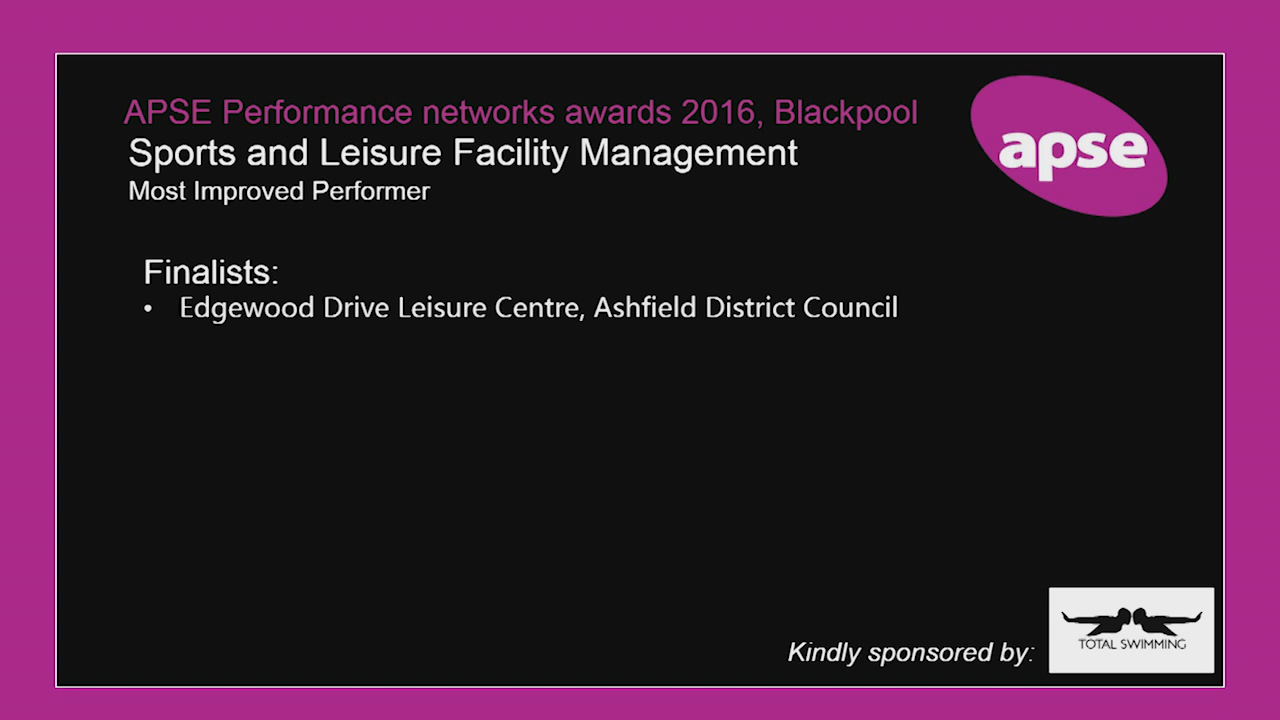 APSE Performance networks awards 2016, Blackpool
Sports and Leisure Facility Management
Most Improved Performer
apse
Finalists:
• Edgewood Drive Leisure Centre, Ashfield District Council
Kindly sponsored by:
TOTAL SWIMMING